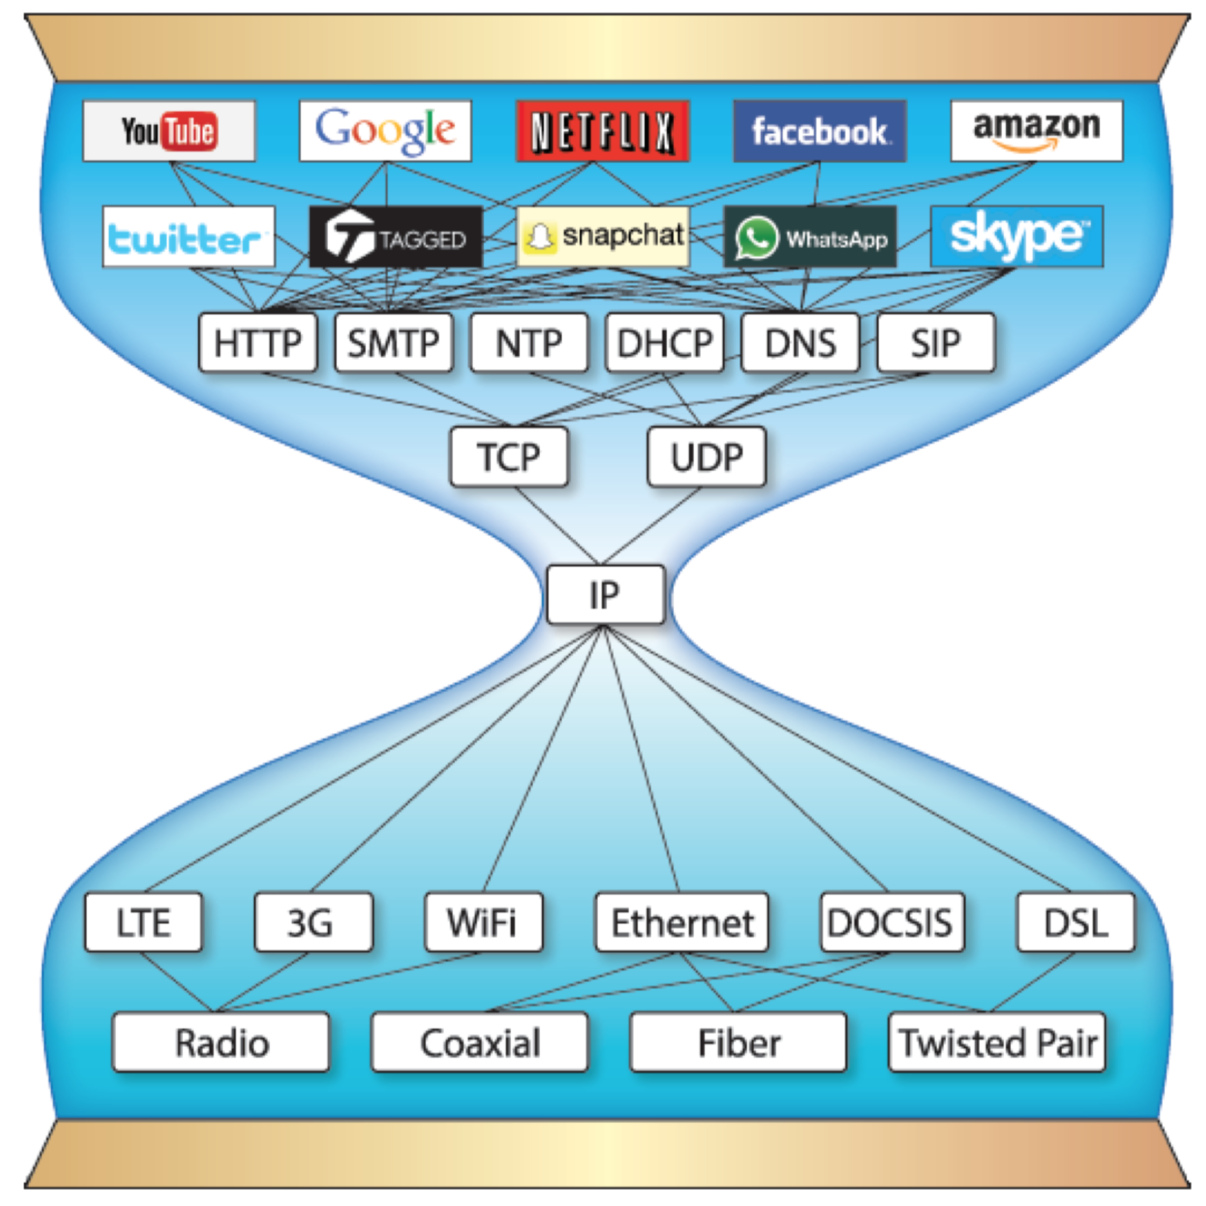 YouTube
Google
NETFLIX
facebook
amazon
twitter
TAGGED
snapchat
WhatsApp
skype™
HTTP
SMTP
NTP
DHCP
DNS
SIP
TCP
UDP
IP
LTE
3G
WiFi
Ethernet
DOCSIS
DSL
Radio
Coaxial
Fiber
Twisted Pair